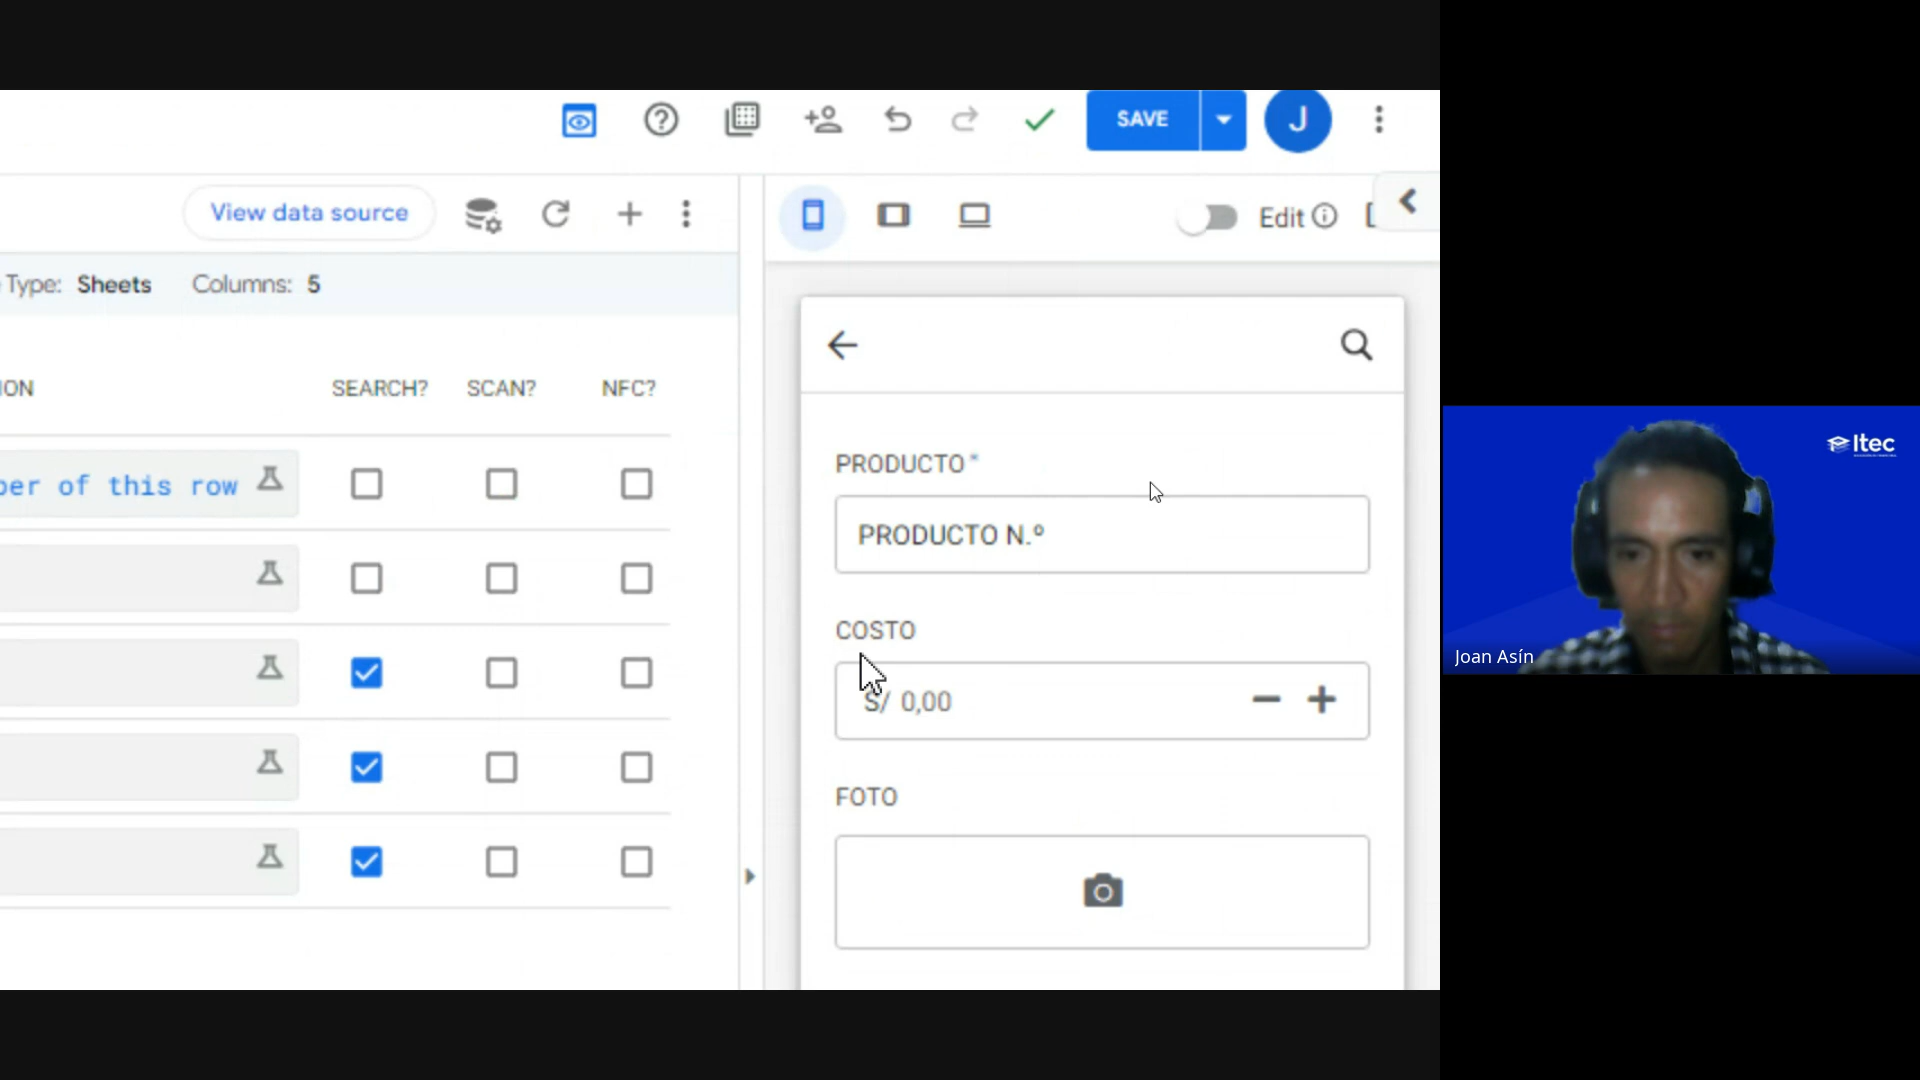 SAVE
J
View data source
Edit
Type: Sheets Columns: 5
ION SEARCH? SCAN? NFC?
ber of this row
PRODUCTO *
PRODUCTO N.º
COSTO
S/ 0,00
FOTO
Itec
Joan Asín